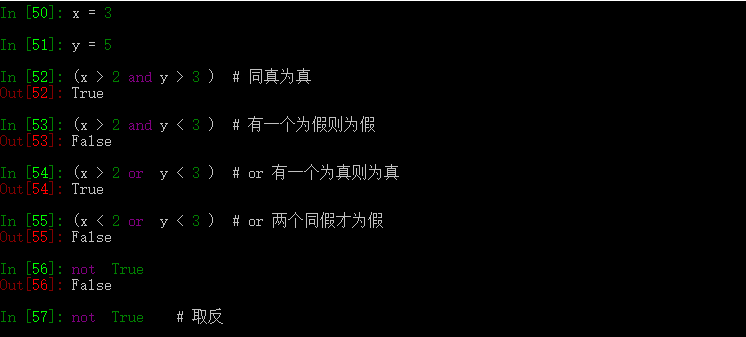 In [50]: x = 3
In [51]: y = 5
In [52]: (x > 2 and y > 3 )  # 同真为真
Out[52]: True
In [53]: (x > 2 and y < 3 )  # 有一个为假则为假
Out[53]: False
In [54]: (x > 2 or  y < 3 )  # or 有一个为真则为真
Out[54]: True
In [55]: (x < 2 or  y < 3 )  # or 两个同假才为假
Out[55]: False
In [56]: not  True
Out[56]: False
In [57]: not  True    # 取反